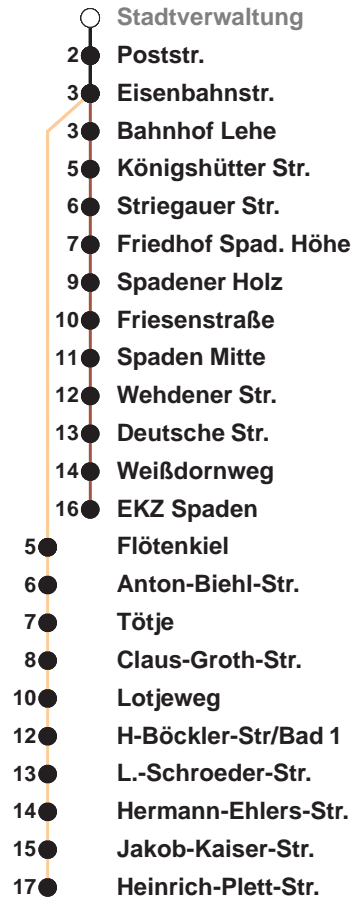 Stadtverwaltung
2 Poststr.
3 Eisenbahnstr.
3 Bahnhof Lehe
5 Königshütter Str.
6 Striegauer Str.
7 Friedhof Spad. Höhe
9 Spadener Holz
10 Friesenstraße
11 Spaden Mitte
12 Wehdener Str.
13 Deutsche Str.
14 Weißdornweg
16 EKZ Spaden
5 Flötenkiel
6 Anton-Biehl-Str.
7 Tötje
8 Claus-Groth-Str.
10 Lotjeweg
12 H-Böckler-Str/Bad 1
13 L.-Schroeder-Str.
14 Hermann-Ehlers-Str.
15 Jakob-Kaiser-Str.
17 Heinrich-Plett-Str.